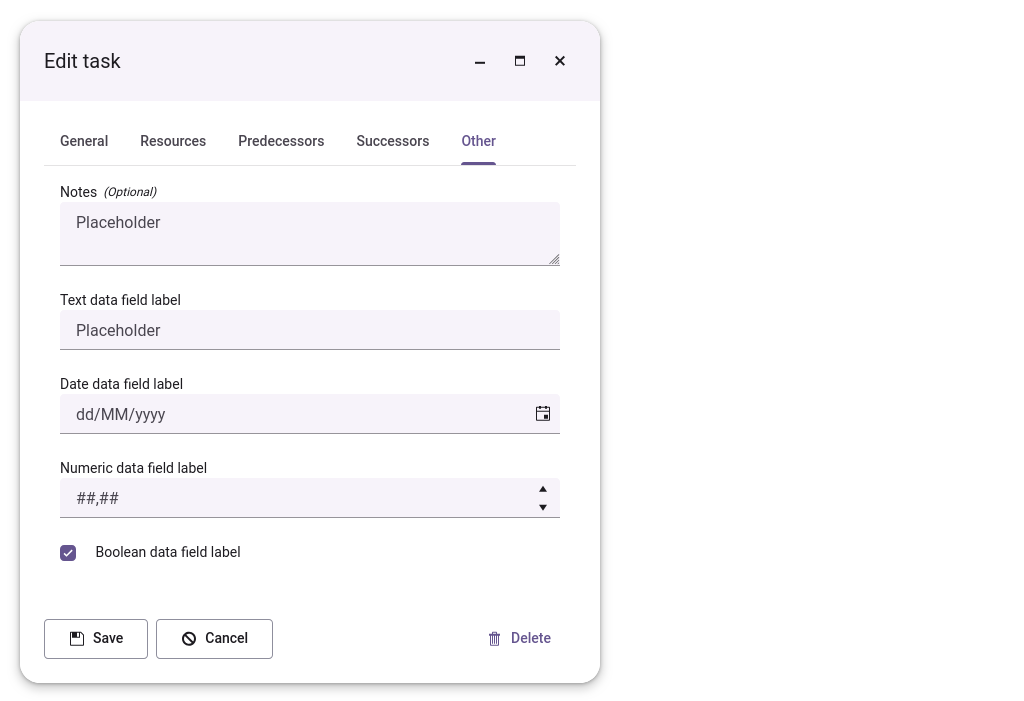 Edit task
General Resources Predecessors Successors Other
Notes (Optional)
Placeholder
Text data field label
Placeholder
Date data field label
dd/MM/yyyy
Numeric data field label
##,##
Boolean data field label
Save Cancel Delete